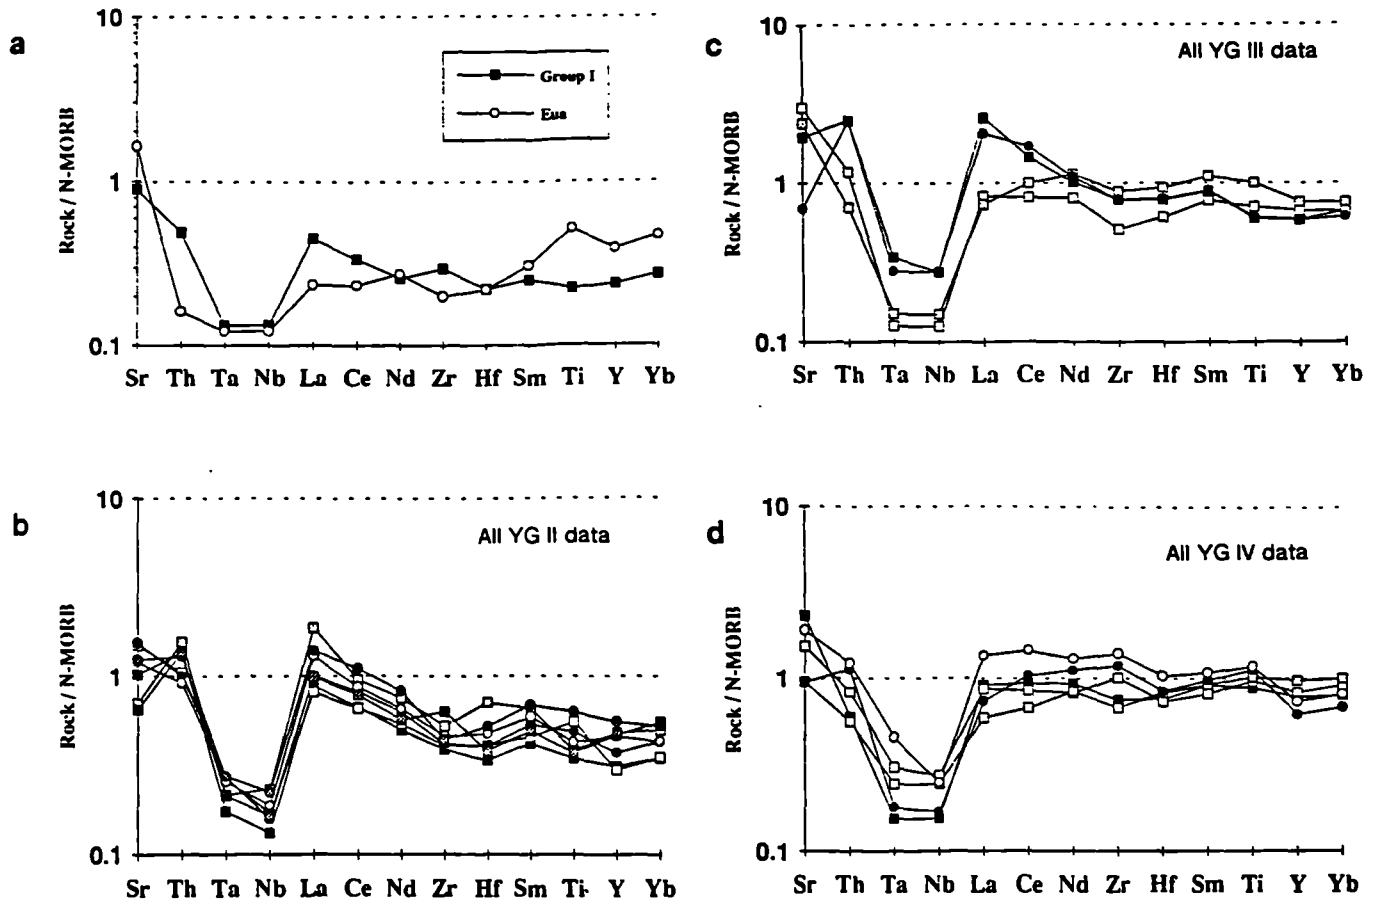 a
10
1
0.1
Rock / N-MORB
Group I
Eua
Sr Th Ta Nb La Ce Nd Zr Hf Sm Ti Y Yb
c
10
1
0.1
Rock / N-MORB
All YG III data
Sr Th Ta Nb La Ce Nd Zr Hf Sm Ti Y Yb
b
10
1
0.1
Rock / N-MORB
All YG II data
Sr Th Ta Nb La Ce Nd Zr Hf Sm Ti Y Yb
d
10
1
0.1
Rock / N-MORB
All YG IV data
Sr Th Ta Nb La Ce Nd Zr Hf Sm Ti Y Yb